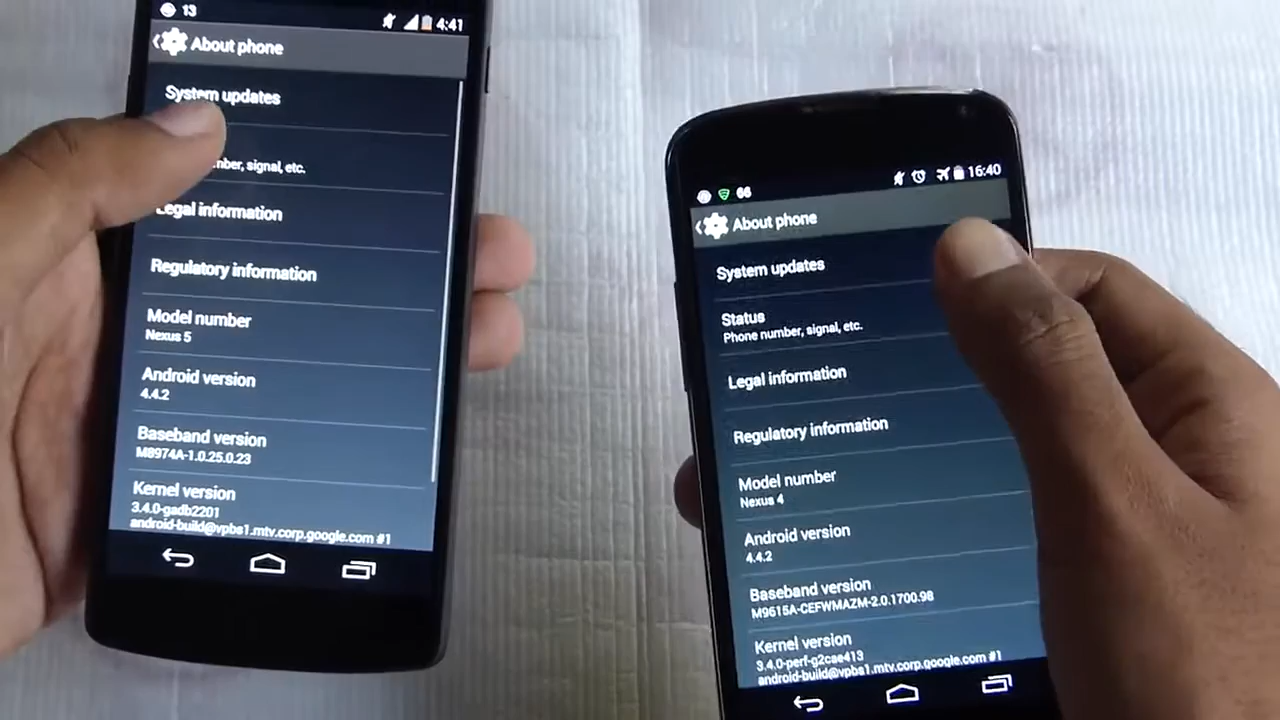 13
4:41
About phone
System updates
mber, signal, etc.
Legal information
Regulatory information
Model number
Nexus 5
Android version
4.4.2
Baseband version
M8974A-1.0.25.0.23
Kernel version
3.4.0-gadb2201
android-build@vpbs1.mtv.corp.google.com #1
66
16:40
About phone
System updates
Status
Phone number, signal, etc.
Legal information
Regulatory information
Model number
Nexus 4
Android version
4.4.2
Baseband version
M9615A-CEFWMAZM-2.0.1700.98
Kernel version
3.4.0-perf-g2cae413
android-build@vpbs1.mtv.corp.google.com #1